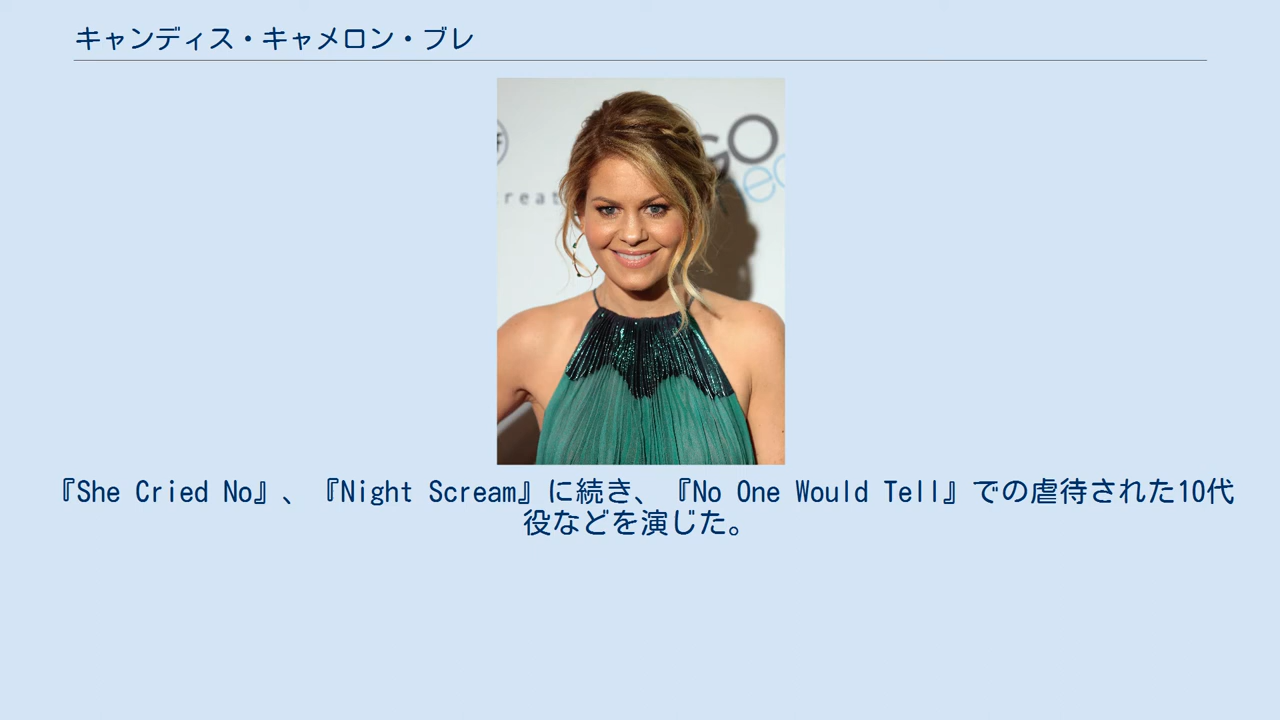 キャンディス・キャメロン・ブレ
GO
reat
『She Cried No』、『Night Scream』に続き、『No One Would Tell』での虐待された10代
役などを演じた。